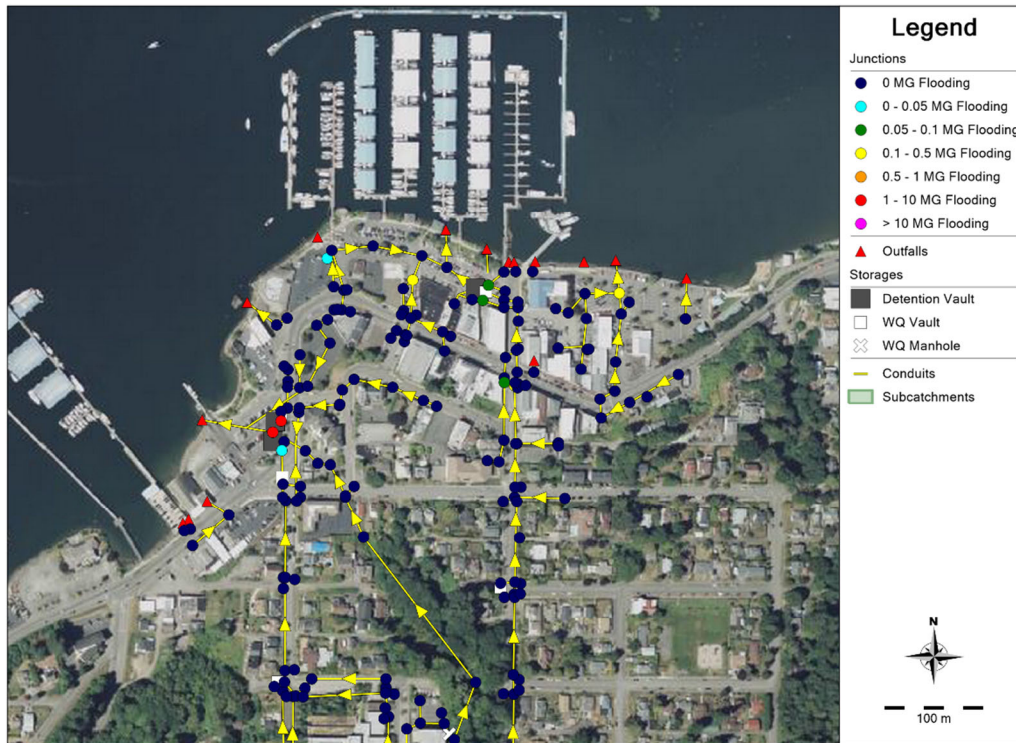 Legend
Junctions
0 MG Flooding
0 - 0.05 MG Flooding
0.05 - 0.1 MG Flooding
0.1 - 0.5 MG Flooding
0.5 - 1 MG Flooding
1 - 10 MG Flooding
> 10 MG Flooding
Outfalls
Storages
Detention Vault
WQ Vault
WQ Manhole
Conduits
Subcatchments
N
100 m